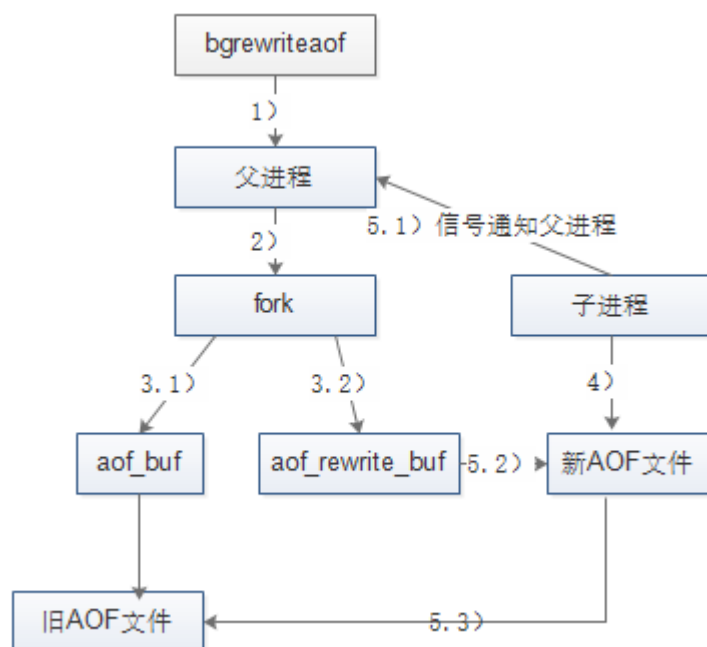 bgrewriteaof
1)
父进程
5.1) 信号通知父进程
2)
fork
子进程
3.1)
3.2)
4)
aof_buf
aof_rewrite_buf
5.2)
新AOF文件
旧AOF文件
5.3)